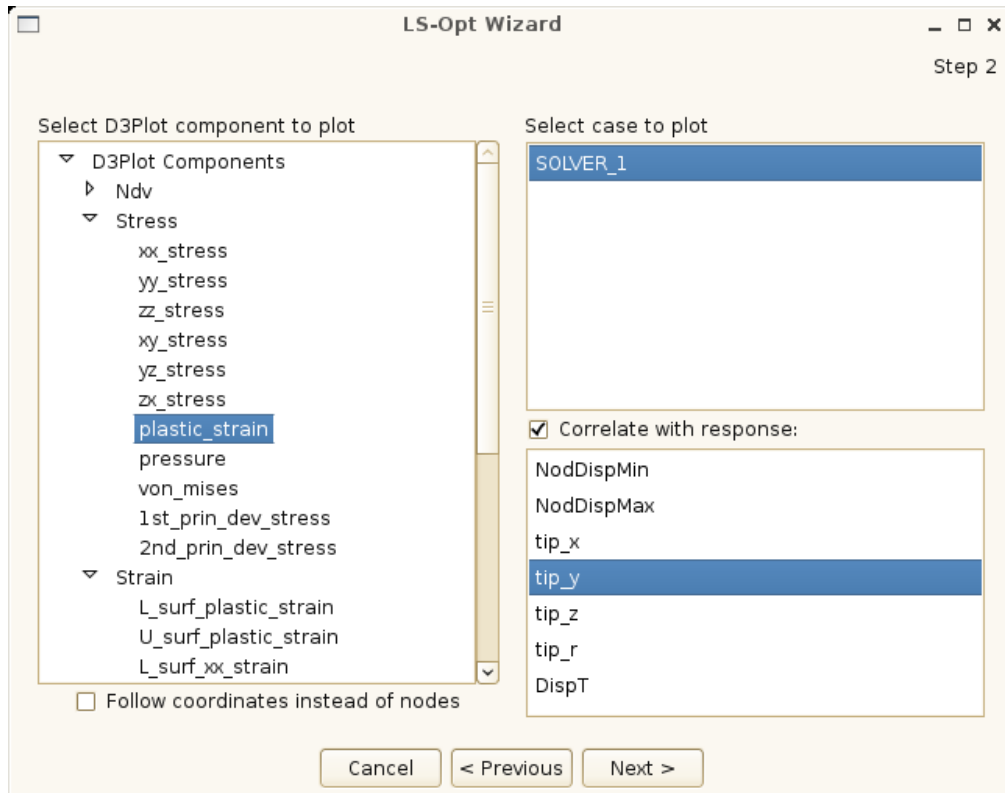 LS-Opt Wizard
Step 2
Select D3Plot component to plot
D3Plot Components
Ndv
Stress
xx_stress
yy_stress
zz_stress
xy_stress
yz_stress
zx_stress
plastic_strain
pressure
von_mises
1st_prin_dev_stress
2nd_prin_dev_stress
Strain
L_surf_plastic_strain
U_surf_plastic_strain
L_surf_xx_strain
Follow coordinates instead of nodes
Select case to plot
SOLVER_1
Correlate with response:
NodDispMin
NodDispMax
tip_x
tip_y
tip_z
tip_r
DispT
Cancel
< Previous
Next >